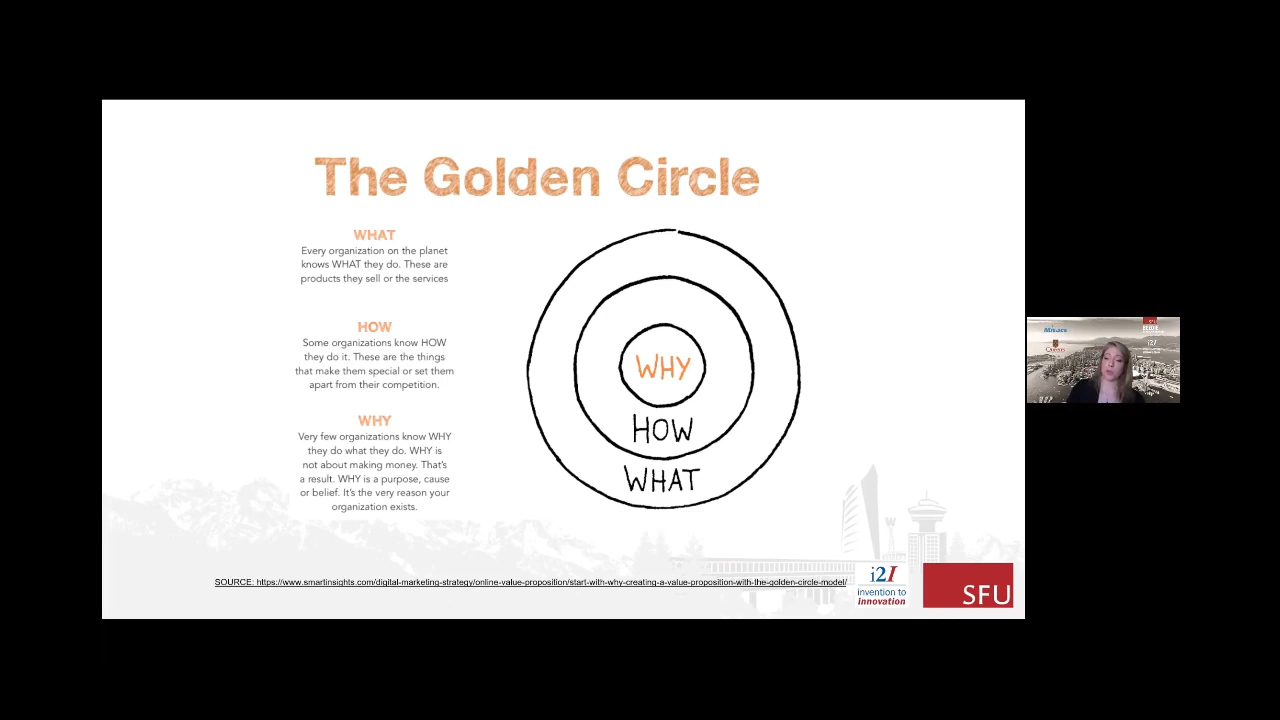 The Golden Circle
WHAT
Every organization on the planet
knows WHAT they do. These are
products they sell or the services
HOW
Some organizations know HOW
they do it. These are the things
that make them special or set them
apart from their competition.
WHY
Very few organizations know WHY
they do what they do. WHY is
not about making money. That's
a result. WHY is a purpose, cause
or belief. It's the very reason your
organization exists.
WHY
HOW
WHAT
SOURCE: https://www.smartinsights.com/digital-marketing-strategy/online-value-proposition/start-with-why-creating-a-value-proposition-with-the-golden-circle-model/
i2I
invention to
innovation
SFU
Mitacs
Queen's
SFU
BEEDIE
i2I